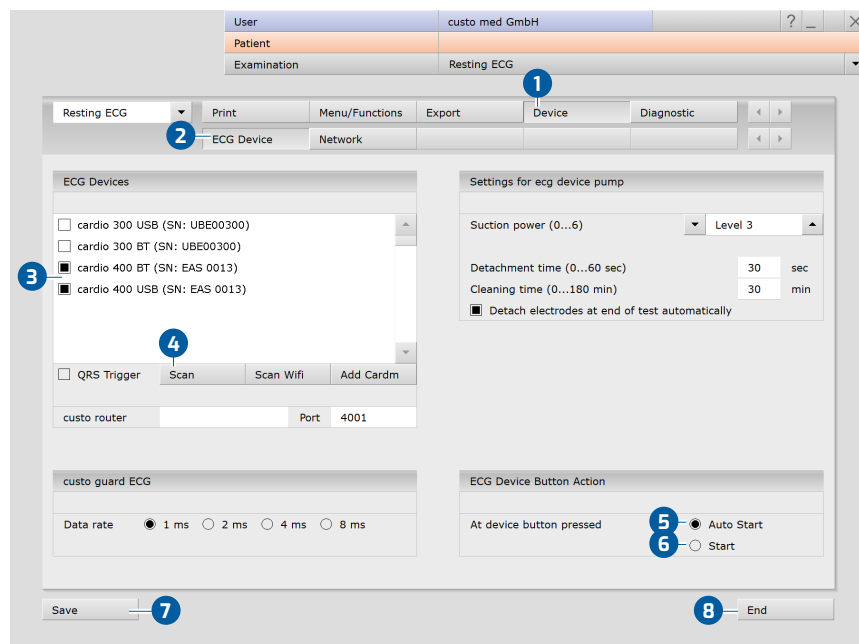 User custo med GmbH ? _ X
Patient
Examination Resting ECG
1
Resting ECG Print Menu/Functions Export Device Diagnostic
2 ECG Device Network
ECG Devices
cardio 300 USB (SN: UBE00300)
cardio 300 BT (SN: UBE00300)
cardio 400 BT (SN: EAS 0013)
3
cardio 400 USB (SN: EAS 0013)
4
QRS Trigger Scan Scan Wifi Add Cardm
custo router Port 4001
Settings for ecg device pump
Suction power (0...6) Level 3
Detachment time (0...60 sec) 30 sec
Cleaning time (0...180 min) 30 min
Detach electrodes at end of test automatically
custo guard ECG
Data rate 1 ms 2 ms 4 ms 8 ms
ECG Device Button Action
At device button pressed 5 Auto Start
6 Start
Save 7
8 End